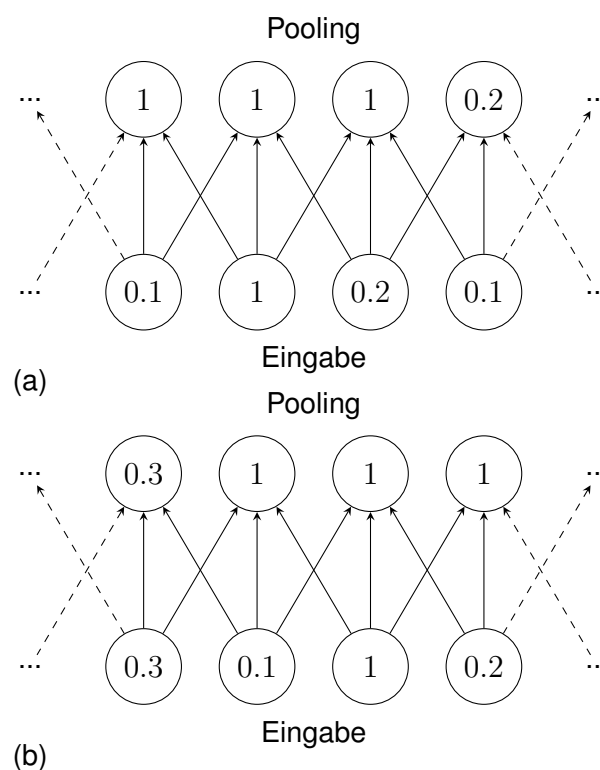 Pooling
... 1 1 1 0.2 ..
... 0.1 1 0.2 0.1 ..
Eingabe
(a)
Pooling
... 0.3 1 1 1 ..
... 0.3 0.1 1 0.2 ..
Eingabe
(b)